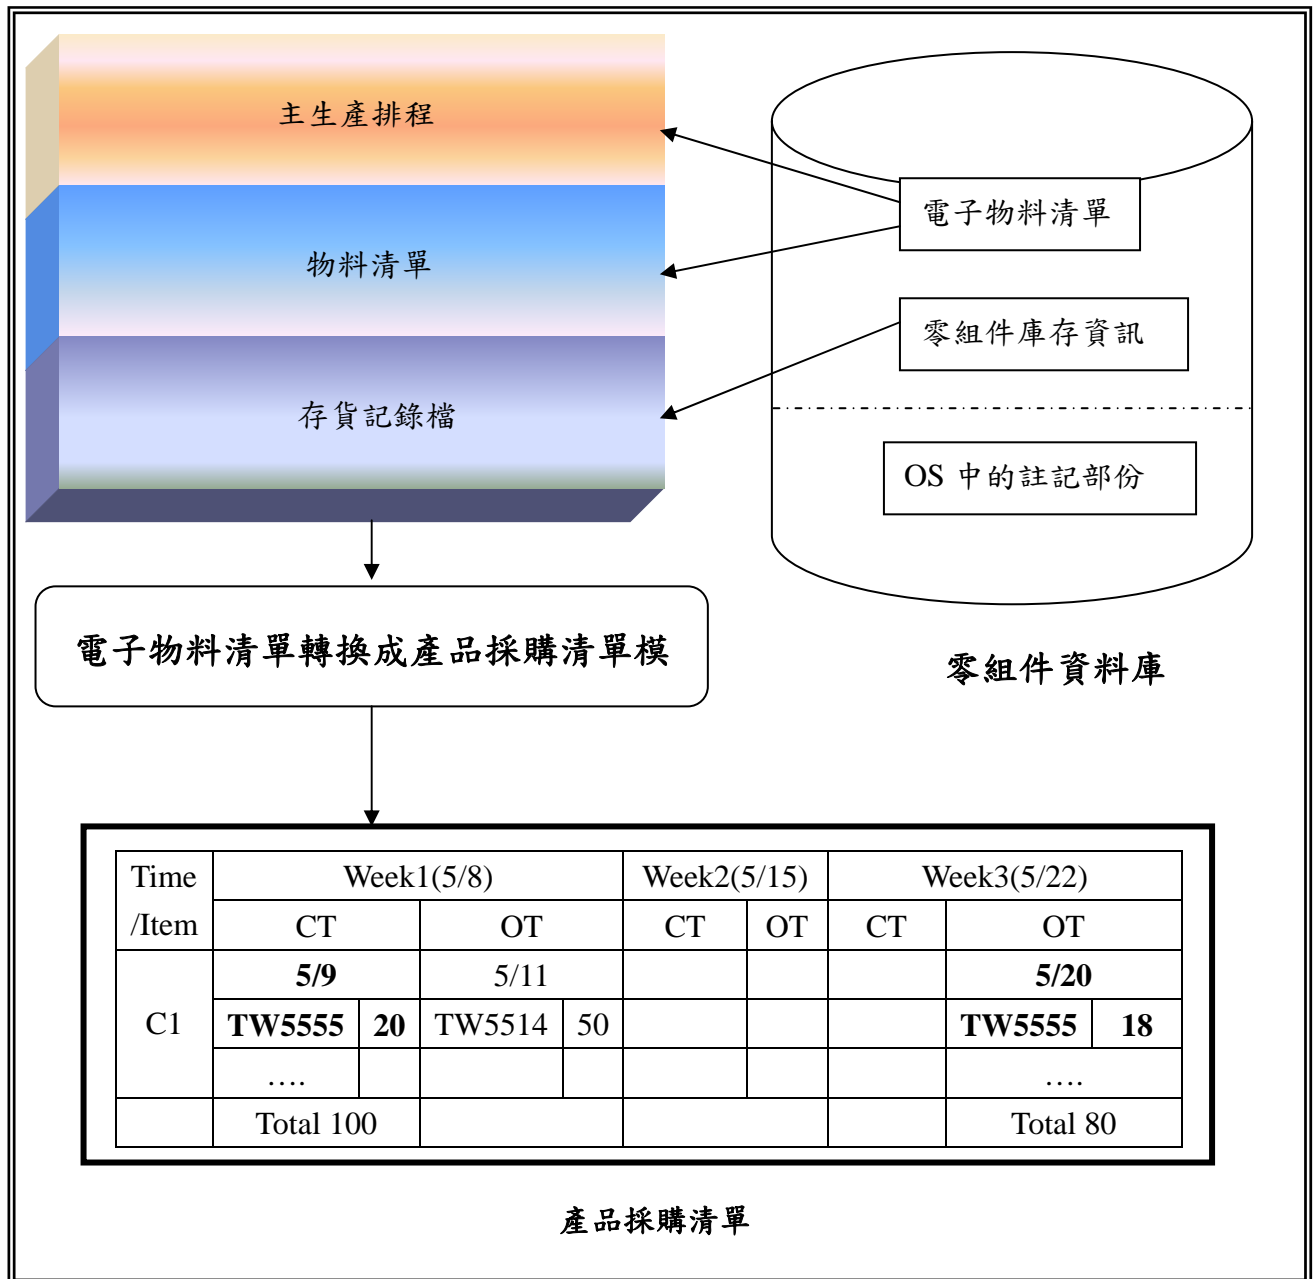 主生產排程
物料清單
存貨記錄檔
電子物料清單
零組件庫存資訊
OS 中的註記部份
電子物料清單轉換成產品採購清單模
零組件資料庫
Time /Item Week1(5/8) Week2(5/15) Week3(5/22)
CT OT CT OT CT OT
C1 5/9 5/11 5/20
TW5555 20 TW5514 50 TW5555 18
…. ….
Total 100 Total 80
產品採購清單